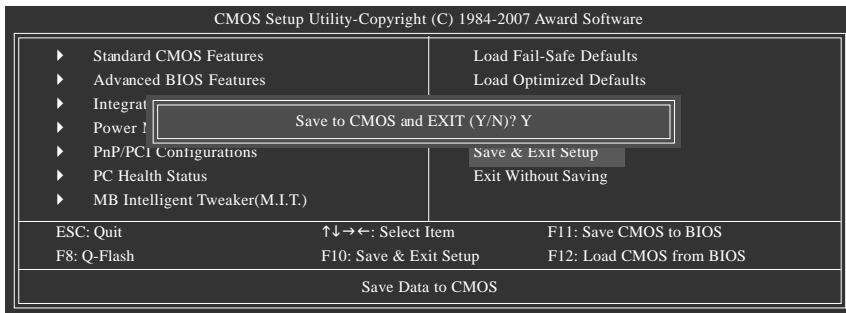 CMOS Setup Utility-Copyright (C) 1984-2007 Award Software
Standard CMOS Features
Advanced BIOS Features
Integrat
Power
PnP/PCI Configurations
PC Health Status
MB Intelligent Tweaker(M.I.T.)
Load Fail-Safe Defaults
Load Optimized Defaults
Save & Exit Setup
Exit Without Saving
Save to CMOS and EXIT (Y/N)? Y
ESC: Quit ↑↓→←: Select Item F11: Save CMOS to BIOS
F8: Q-Flash F10: Save & Exit Setup F12: Load CMOS from BIOS
Save Data to CMOS